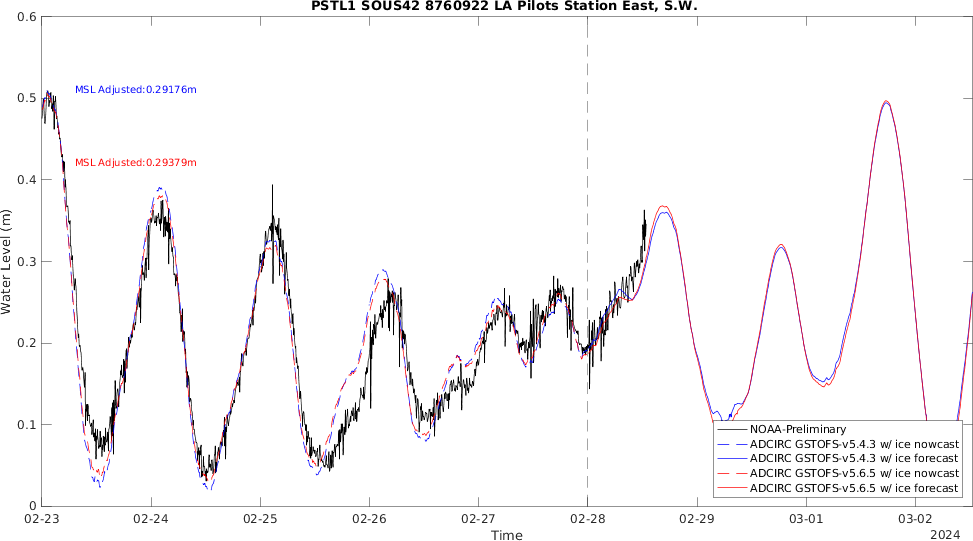 PSTL1 SOUS42 8760922 LA Pilots Station East, S.W.
0.6
0.5
0.4
0.3
0.2
0.1
0
Water Level (m)
MSL Adjusted:0.29176m
MSL Adjusted:0.29379m
NOAA-Preliminary
ADCIRC GSTOFS-v5.4.3 w/ ice nowcast
ADCIRC GSTOFS-v5.4.3 w/ ice forecast
ADCIRC GSTOFS-v5.6.5 w/ ice nowcast
ADCIRC GSTOFS-v5.6.5 w/ ice forecast
02-23 02-24 02-25 02-26 02-27 02-28 02-29 03-01 03-02
Time
2024